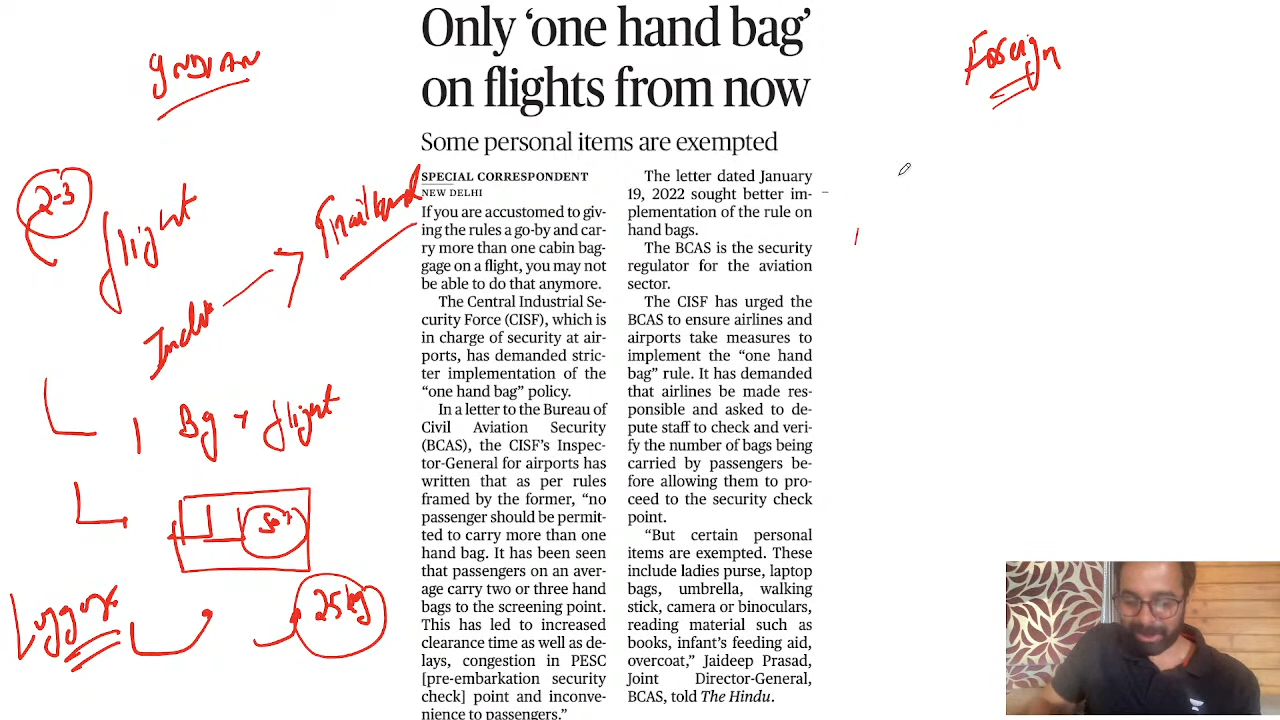 Only ‘one hand bag’
on flights from now
Some personal items are exempted
SPECIAL CORRESPONDENT
NEW DELHI
If you are accustomed to giv-
ing the rules a go-by and car-
ry more than one cabin bag-
gage on a flight, you may not
be able to do that anymore.
The Central Industrial Se-
curity Force (CISF), which is
in charge of security at air-
ports, has demanded stric-
ter implementation of the
“one hand bag” policy.
In a letter to the Bureau of
Civil Aviation Security
(BCAS), the CISF’s Inspec-
tor-General for airports has
written that as per rules
framed by the former, “no
passenger should be permit-
ted to carry more than one
hand bag. It has been seen
that passengers on an aver-
age carry two or three hand
bags to the screening point.
This has led to increased
clearance time as well as de-
lays, congestion in PESC
[pre-embarkation security
check] point and inconve-
nience to passengers.”
The letter dated January
19, 2022 sought better im-
plementation of the rule on
hand bags.
The BCAS is the security
regulator for the aviation
sector.
The CISF has urged the
BCAS to ensure airlines and
airports take measures to
implement the “one hand
bag” rule. It has demanded
that airlines be made res-
ponsible and asked to de-
pute staff to check and verify
the number of bags being
carried by passengers be-
fore allowing them to pro-
ceed to the security check
point.
“But certain personal
items are exempted. These
include ladies purse, laptop
bags, umbrella, walking
stick, camera or binoculars,
reading material such as
books, infant’s feeding aid,
overcoat,” Jaideep Prasad,
Joint Director-General,
BCAS, told The Hindu.
INDIAN
2-3
flight
Thailand
India
1 Bg + flight
Luggage
25kg
Foreign